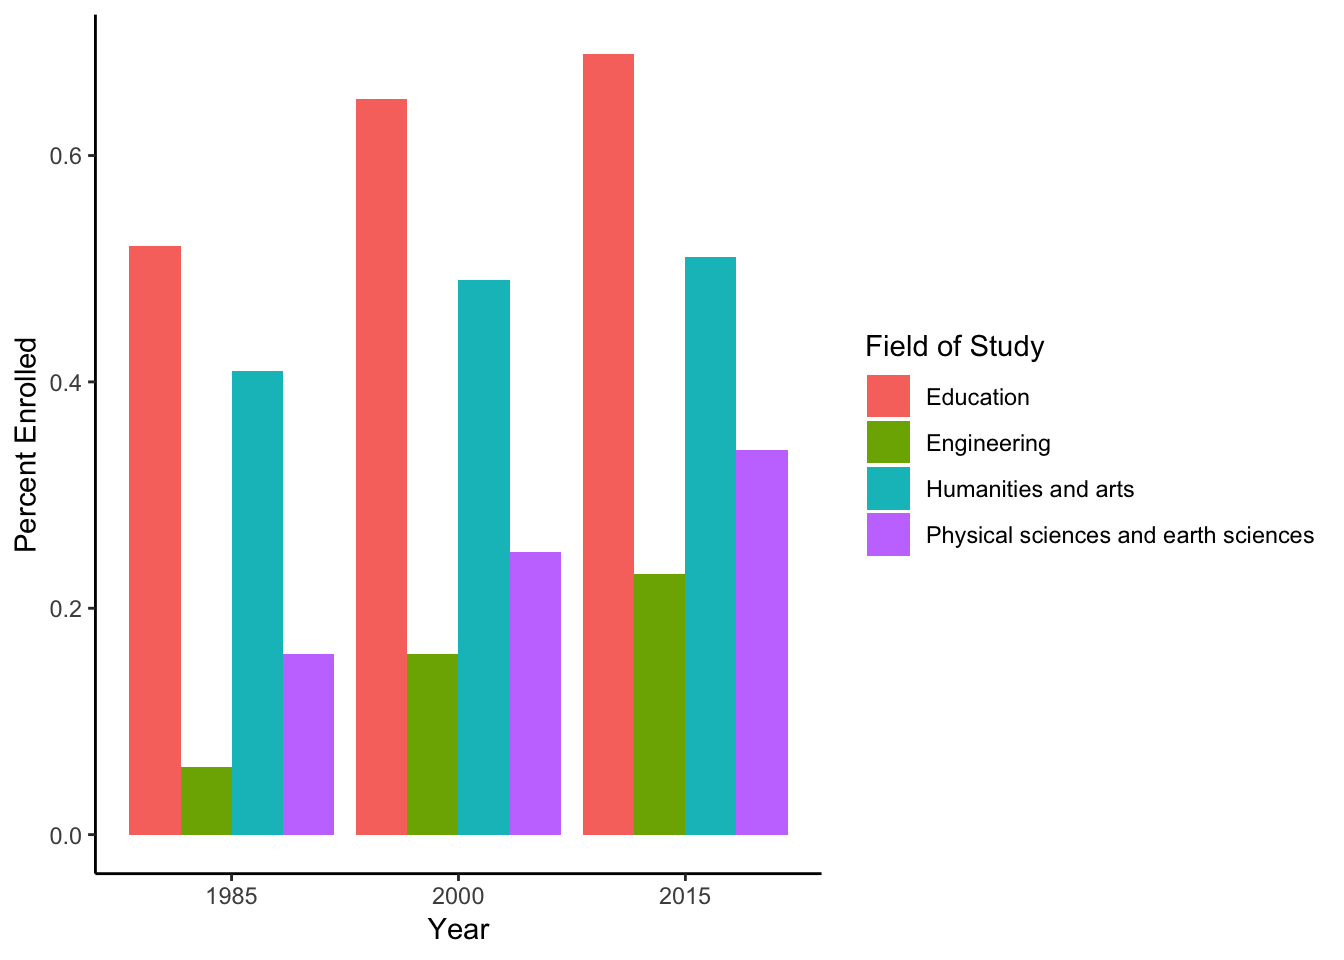 Percent Enrolled
0.6
0.4
0.2
0.0
1985
2000
2015
Year
Field of Study
Education
Engineering
Humanities and arts
Physical sciences and earth sciences